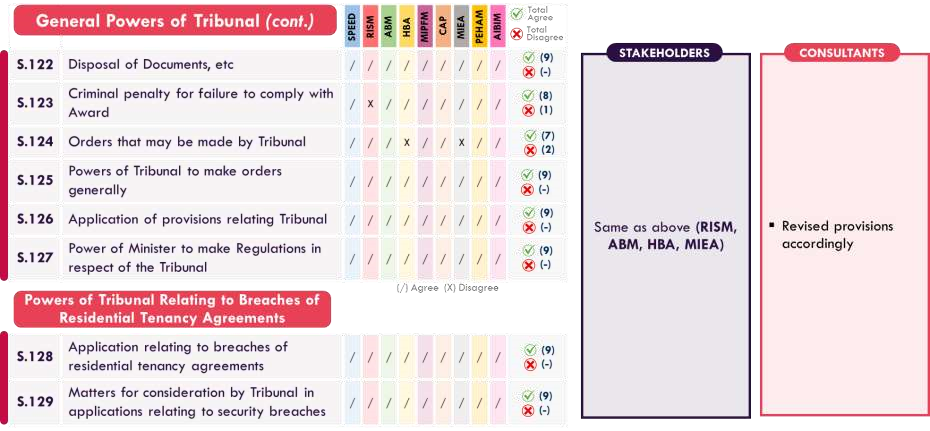 General Powers of Tribunal (cont.)
SPEED
RISM
ABM
HBA
MIPFM
CAP
MIEA
PEHAM
AIBIM
Total Agree
Total Disagree
S.122 Disposal of Documents, etc / / / / / / / / / (9)
(-)
S.123 Criminal penalty for failure to comply with Award / X / / / / / / / (8)
(1)
S.124 Orders that may be made by Tribunal / / / X / / X / / (7)
(2)
S.125 Powers of Tribunal to make orders generally / / / / / / / / / (9)
(-)
S.126 Application of provisions relating Tribunal / / / / / / / / / (9)
(-)
S.127 Power of Minister to make Regulations in respect of the Tribunal / / / / / / / / / (9)
(-)
(/) Agree (X) Disagree
Powers of Tribunal Relating to Breaches of
Residential Tenancy Agreements
S.128 Application relating to breaches of residential tenancy agreements / / / / / / / / / (9)
(-)
S.129 Matters for consideration by Tribunal in applications relating to security breaches / / / / / / / / / (9)
(-)
STAKEHOLDERS
Same as above (RISM,
ABM, HBA, MIEA)
CONSULTANTS
▪ Revised provisions
accordingly